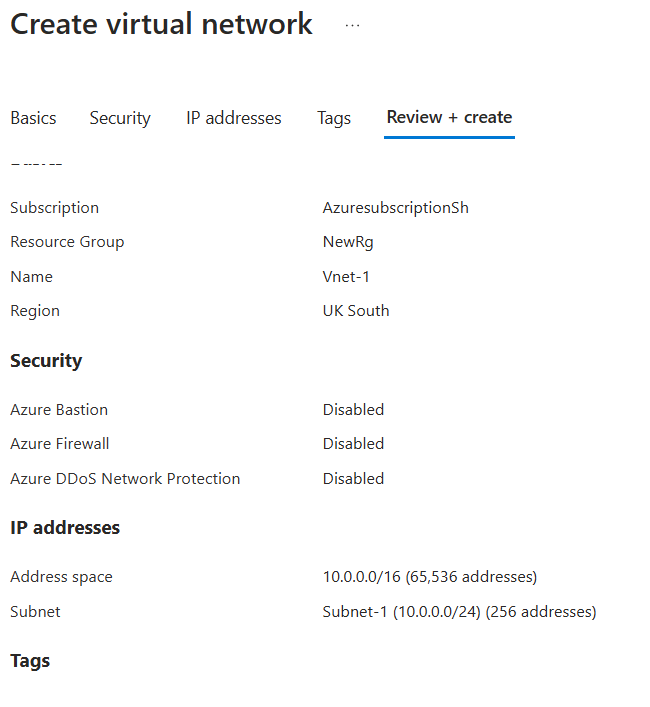 Create virtual network ...
Basics Security IP addresses Tags Review + create
Subscription AzuresubscriptionSh
Resource Group NewRg
Name Vnet-1
Region UK South
Security
Azure Bastion Disabled
Azure Firewall Disabled
Azure DDoS Network Protection Disabled
IP addresses
Address space 10.0.0.0/16 (65,536 addresses)
Subnet Subnet-1 (10.0.0.0/24) (256 addresses)
Tags